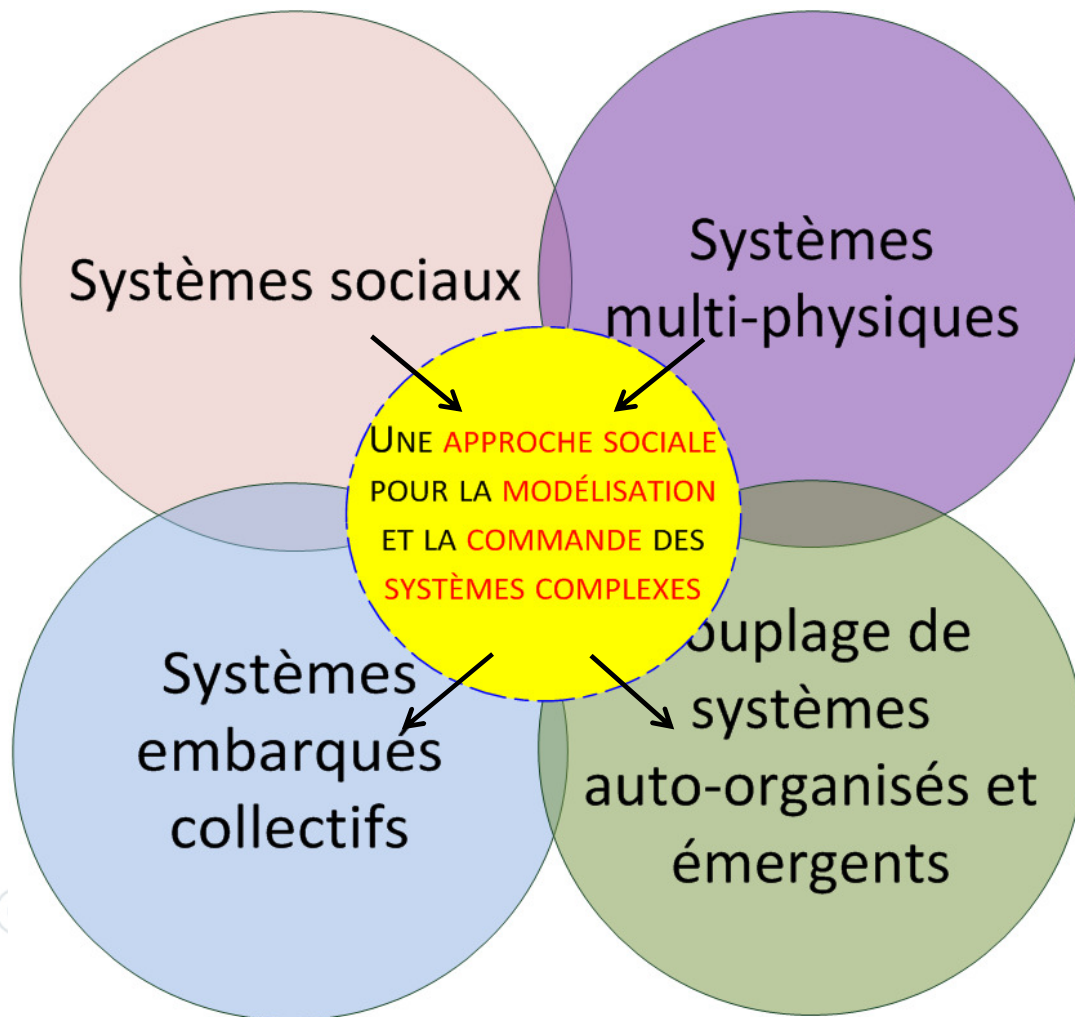 Systèmes sociaux
Systèmes
multi-physiques
UNE APPROCHE SOCIALE
POUR LA MODÉLISATION
ET LA COMMANDE DES
SYSTÈMES COMPLEXES
Systèmes
embarqués
collectifs
ouplage de
systèmes
auto-organisés et
émergents